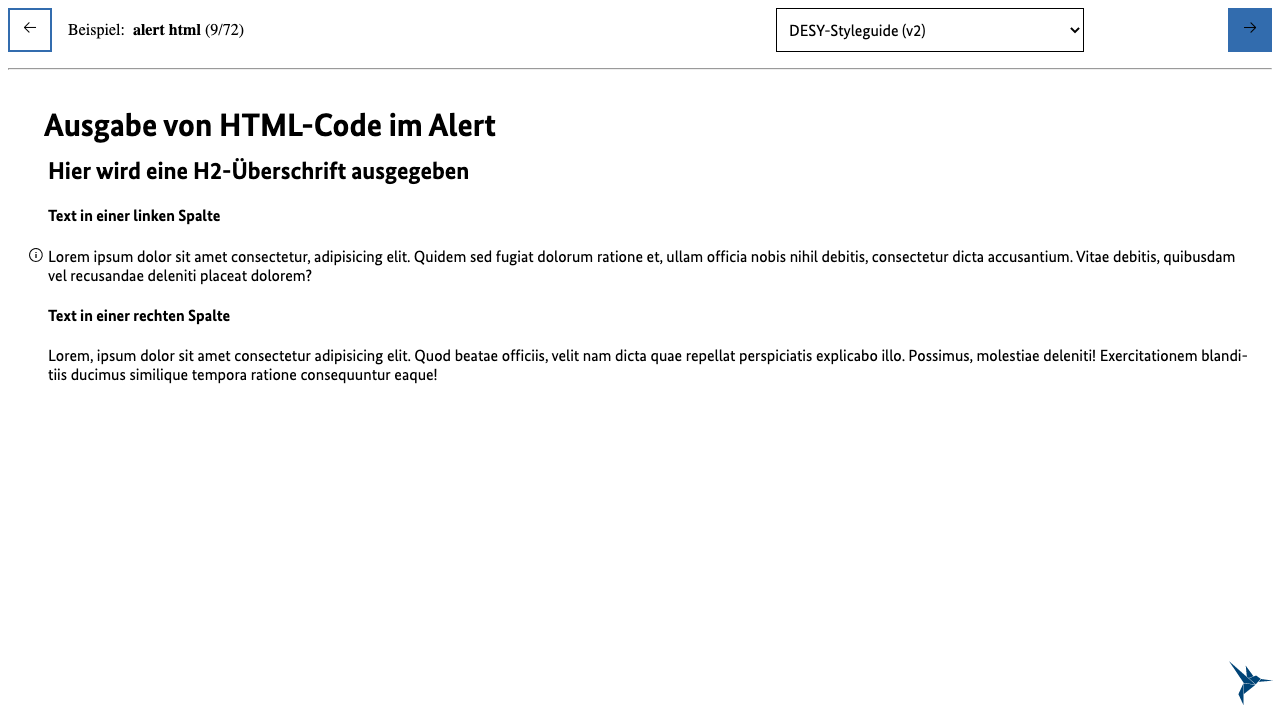 Beispiel: alert html (9/72)
DESY-Styleguide (v2)
Ausgabe von HTML-Code im Alert
Hier wird eine H2-Überschrift ausgegeben
Text in einer linken Spalte
Lorem ipsum dolor sit amet consectetur, adipisicing elit. Quidem sed fugiat dolorum ratione et, ullam officia nobis nihil debitis, consectetur dicta accusantium. Vitae debitis, quibusdam
vel recusandae deleniti placeat dolorem?
Text in einer rechten Spalte
Lorem, ipsum dolor sit amet consectetur adipisicing elit. Quod beatae officiis, velit nam dicta quae repellat perspiciatis explicabo illo. Possimus, molestiae deleniti! Exercitationem blandi-
tiis ducimus similique tempora ratione consequuntur eaque!